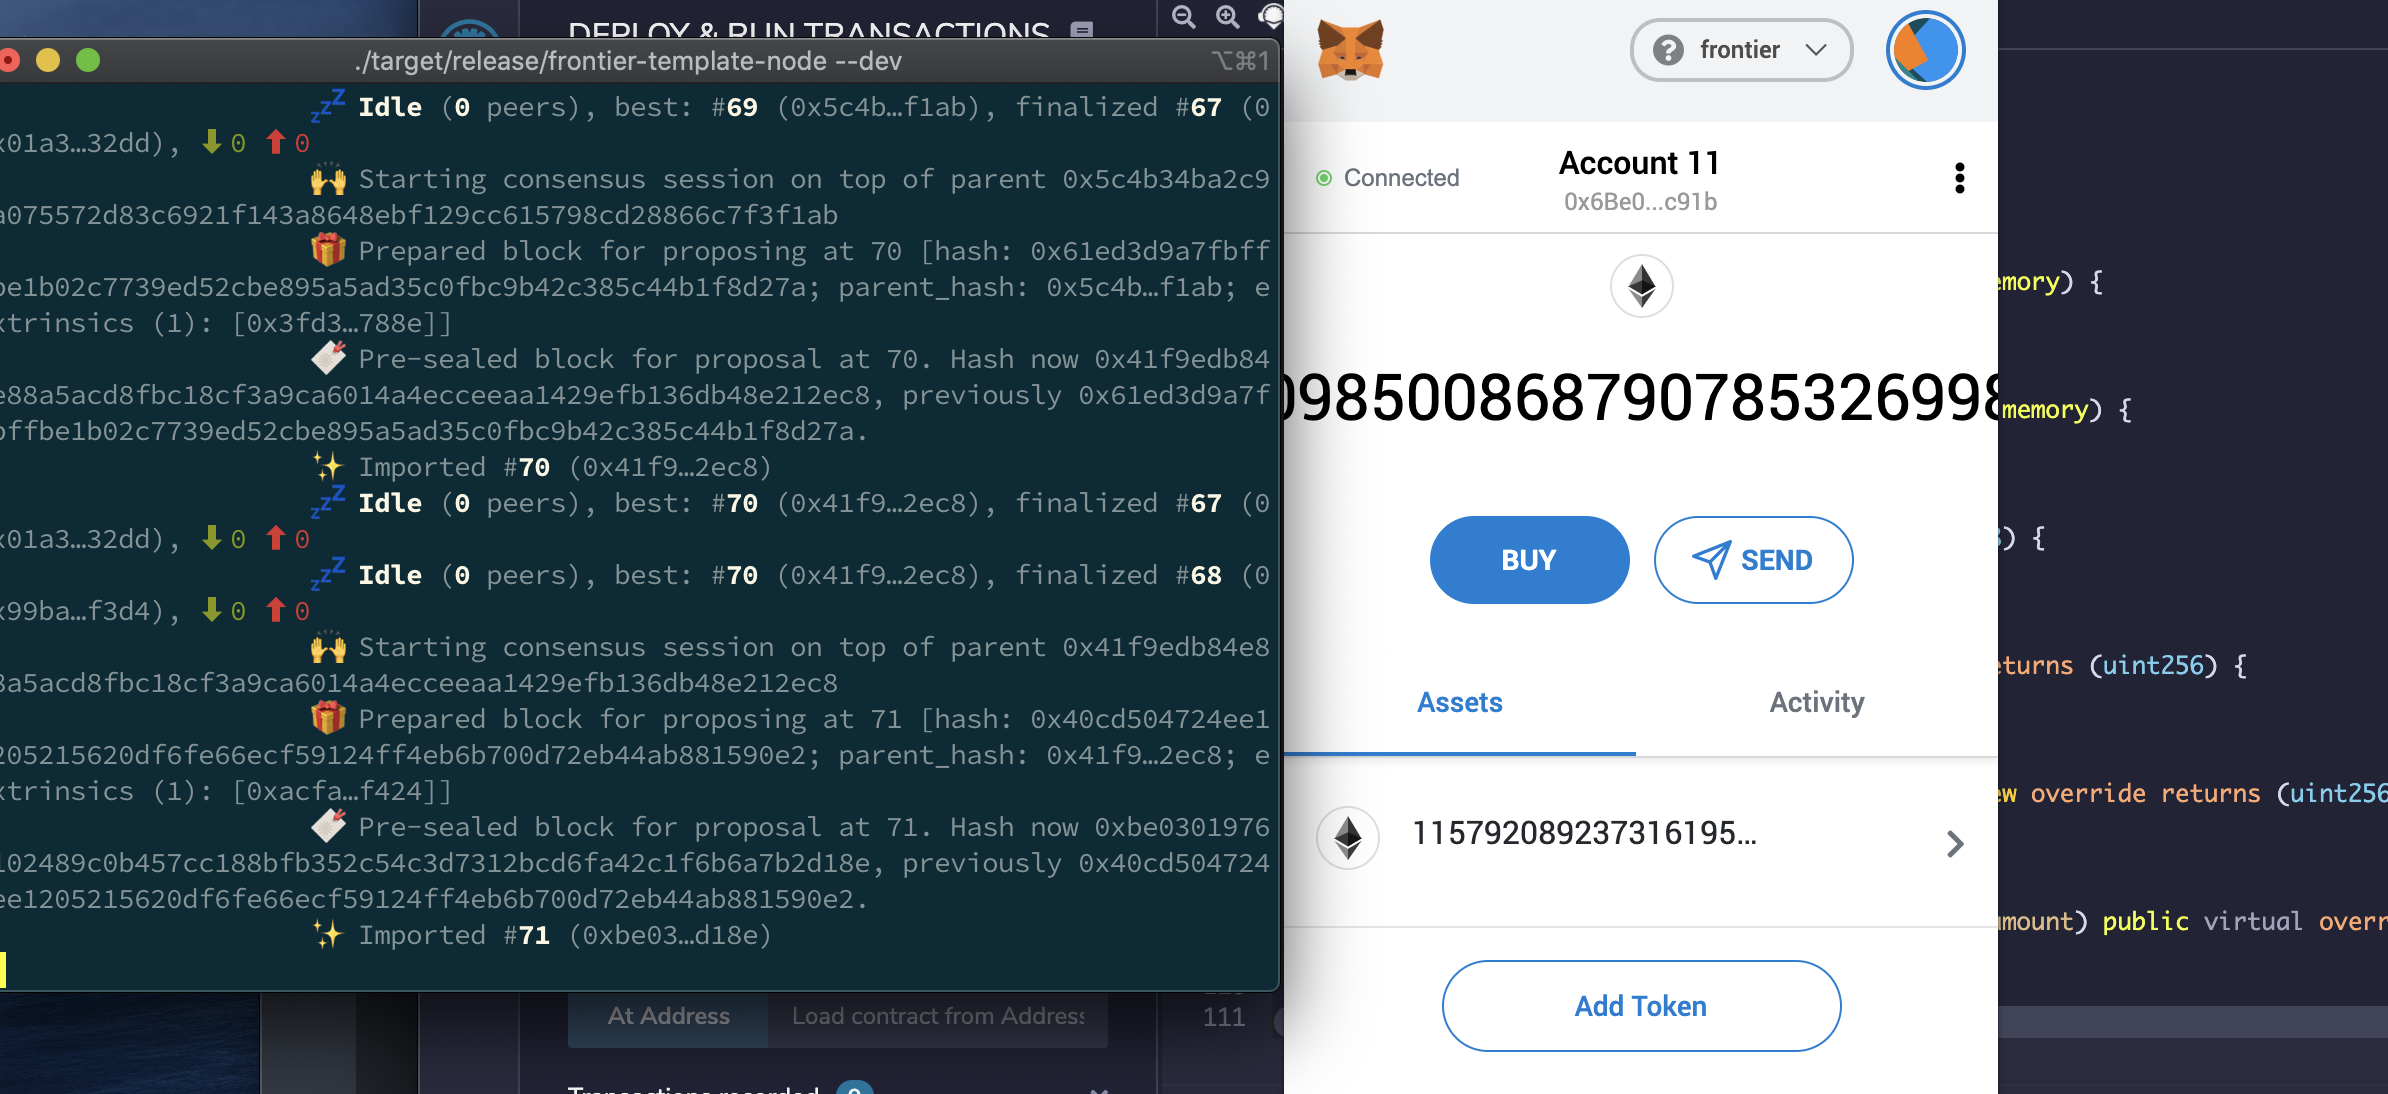 DEPLOY & RUN TRANSACTIONS
./target/release/frontier-template-node --dev
⌥⌘1
💤 Idle (0 peers), best: #69 (0x5c4b…f1ab), finalized #67 (0
x01a3…32dd), ⬇ 0 ⬆ 0
🙌 Starting consensus session on top of parent 0x5c4b34ba2c9
a075572d83c6921f143a8648ebf129cc615798cd28866c7f3f1ab
🎁 Prepared block for proposing at 70 [hash: 0x61ed3d9a7fbff
be1b02c7739ed52cbe895a5ad35c0fbc9b42c385c44b1f8d27a; parent_hash: 0x5c4b…f1ab; e
xtrinsics (1): [0x3fd3…788e]]
🔖 Pre-sealed block for proposal at 70. Hash now 0x41f9edb84
e88a5acd8fbc18cf3a9ca6014a4ecceeaa1429efb136db48e212ec8, previously 0x61ed3d9a7f
bffbe1b02c7739ed52cbe895a5ad35c0fbc9b42c385c44b1f8d27a.
✨ Imported #70 (0x41f9…2ec8)
💤 Idle (0 peers), best: #70 (0x41f9…2ec8), finalized #67 (0
x01a3…32dd), ⬇ 0 ⬆ 0
💤 Idle (0 peers), best: #70 (0x41f9…2ec8), finalized #68 (0
x99ba…f3d4), ⬇ 0 ⬆ 0
🙌 Starting consensus session on top of parent 0x41f9edb84e8
8a5acd8fbc18cf3a9ca6014a4ecceeaa1429efb136db48e212ec8
🎁 Prepared block for proposing at 71 [hash: 0x40cd504724ee1
205215620df6fe66ecf59124ff4eb6b700d72eb44ab881590e2; parent_hash: 0x41f9…2ec8; e
xtrinsics (1): [0xacfa…f424]]
🔖 Pre-sealed block for proposal at 71. Hash now 0xbe0301976
102489c0b457cc188bfb352c54c3d7312bcd6fa42c1f6b6a7b2d18e, previously 0x40cd504724
ee1205215620df6fe66ecf59124ff4eb6b700d72eb44ab881590e2.
✨ Imported #71 (0xbe03…d18e)
At Address
Load contract from Address
111
Transactions recorded
frontier
Connected
Account 11
0x6Be0...c91b
098500868790785326998
BUY
SEND
Assets
Activity
115792089237316195...
Add Token
emory) {
memory) {
) {
eturns (uint256) {
ew override returns (uint256
amount) public virtual overr